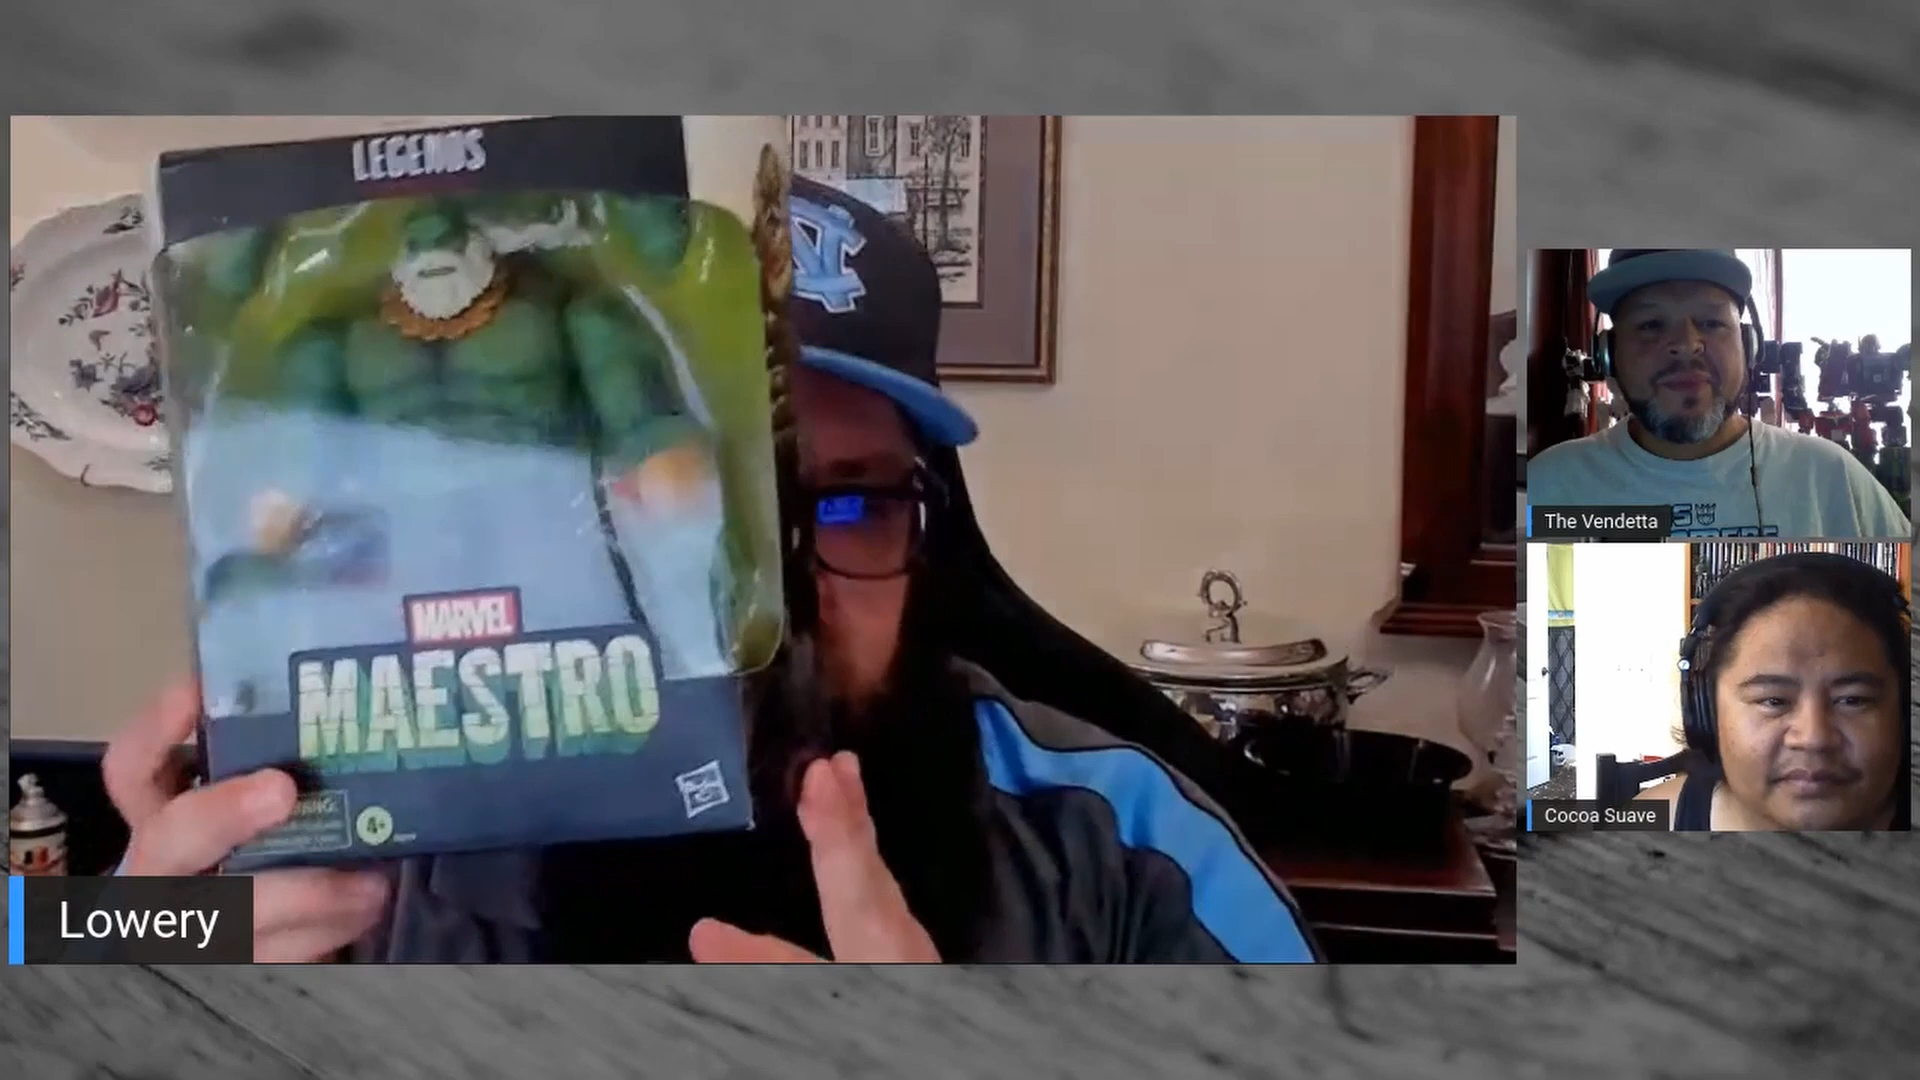 LEGENDS
MARVEL
MAESTRO
4+
Lowery
The Vendetta
Cocoa Suave